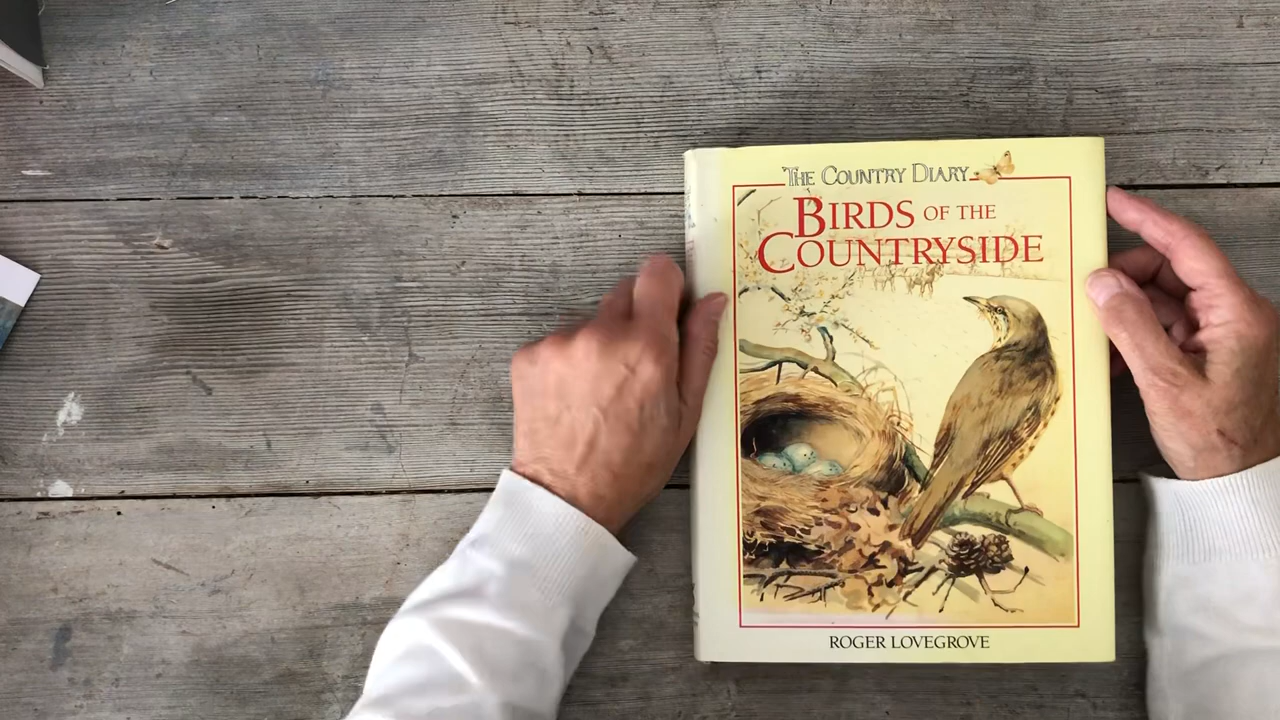 THE COUNTRY DIARY
BIRDS OF THE
COUNTRYSIDE
ROGER LOVEGROVE